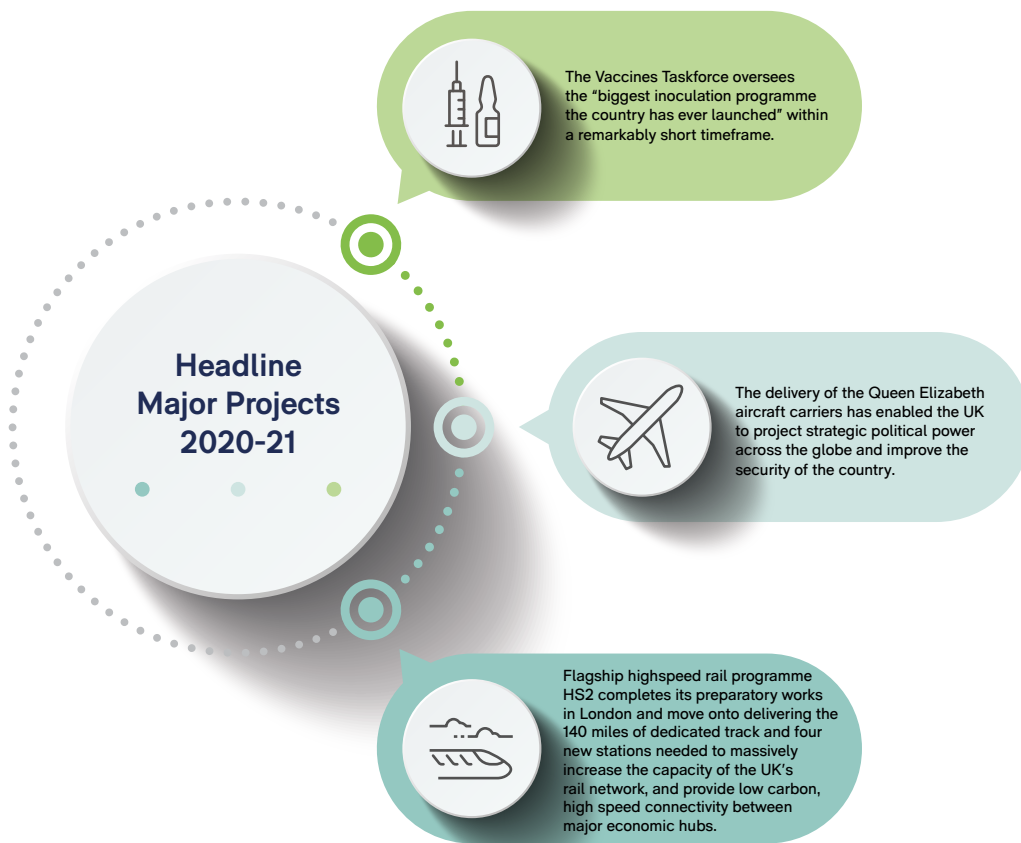 The Vaccines Taskforce oversees
the “biggest inoculation programme
the country has ever launched” within
a remarkably short timeframe.
Headline
Major Projects
2020-21
The delivery of the Queen Elizabeth
aircraft carriers has enabled the UK
to project strategic political power
across the globe and improve the
security of the country.
Flagship highspeed rail programme
HS2 completes its preparatory works
in London and move onto delivering the
140 miles of dedicated track and four
new stations needed to massively
increase the capacity of the UK’s
rail network, and provide low carbon,
high speed connectivity between
major economic hubs.